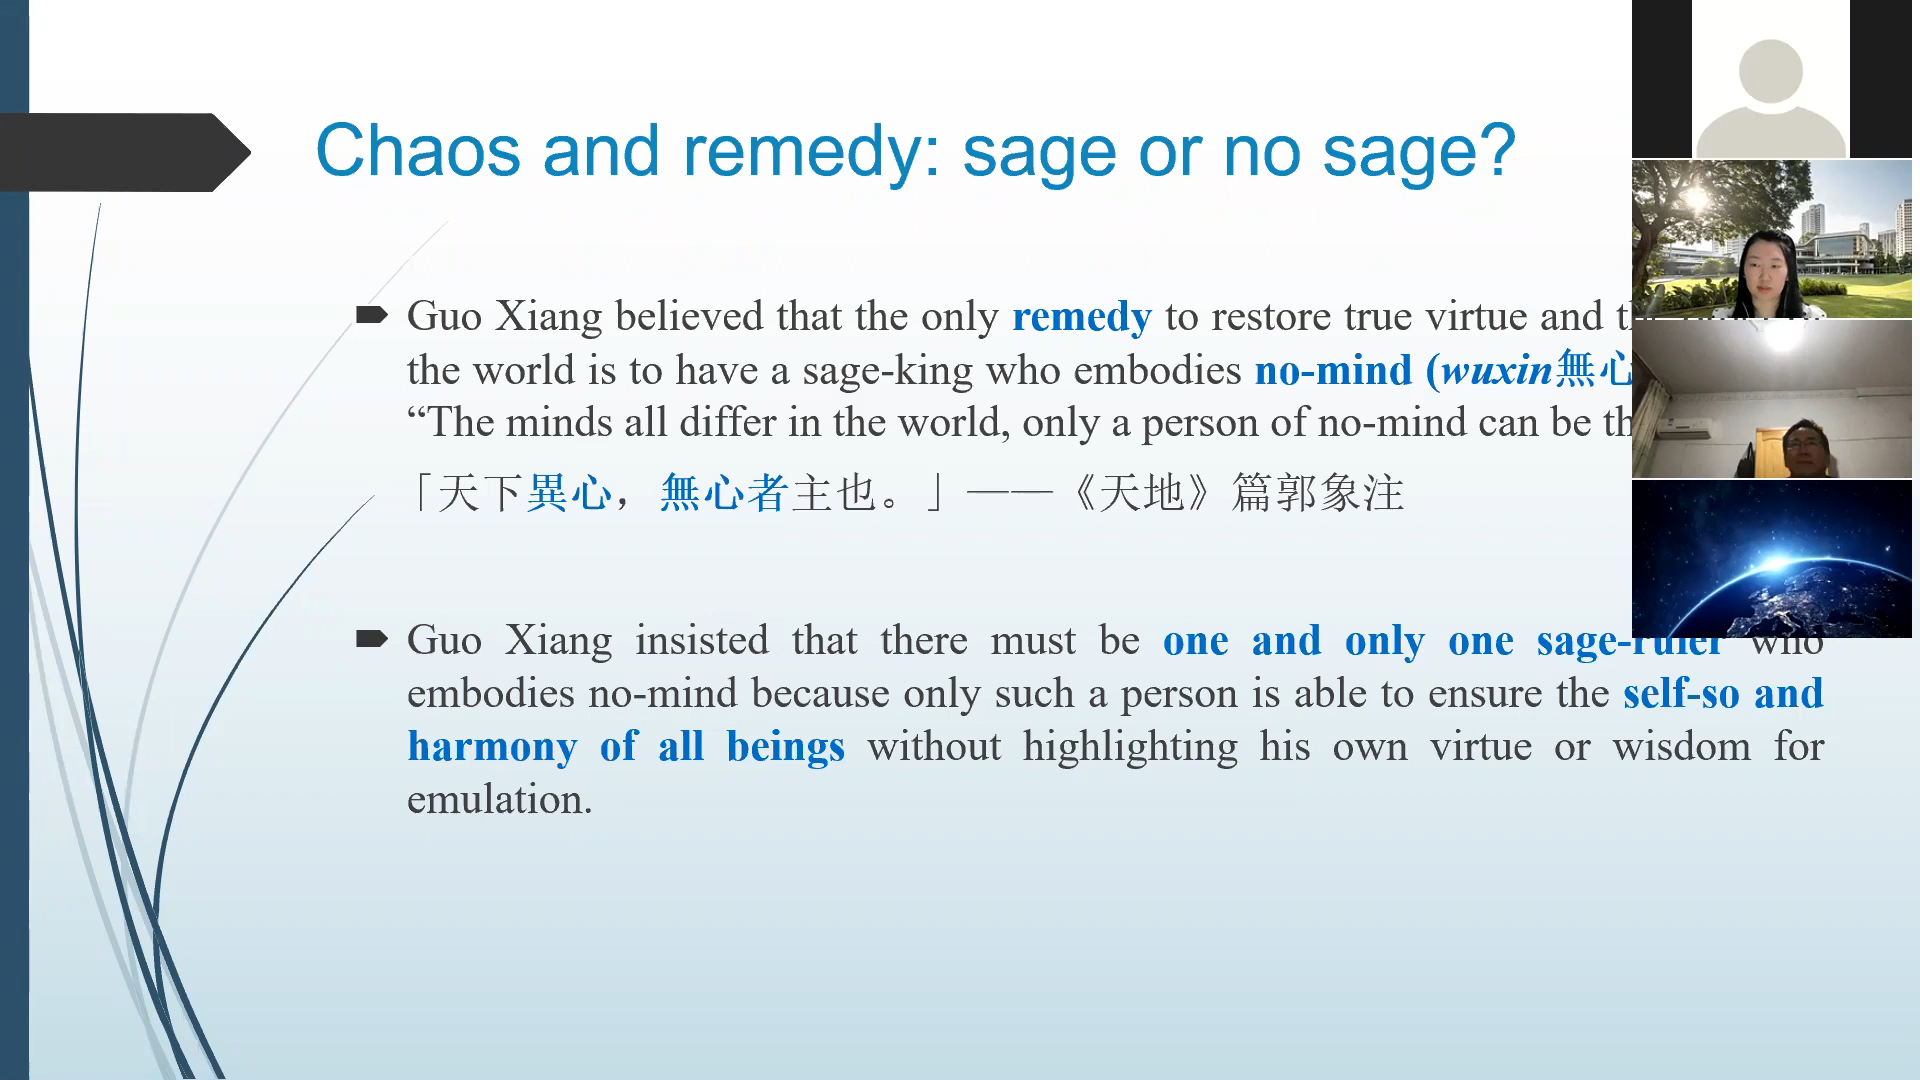 Chaos and remedy: sage or no sage?
Guo Xiang believed that the only remedy to restore true virtue and
the world is to have a sage-king who embodies no-mind (wuxin無心
“The minds all differ in the world, only a person of no-mind can be
「天下異心，無心者主也。」——《天地》篇郭象注
Guo Xiang insisted that there must be one and only one sage-ruler who
embodies no-mind because only such a person is able to ensure the self-so and
harmony of all beings without highlighting his own virtue or wisdom for
emulation.